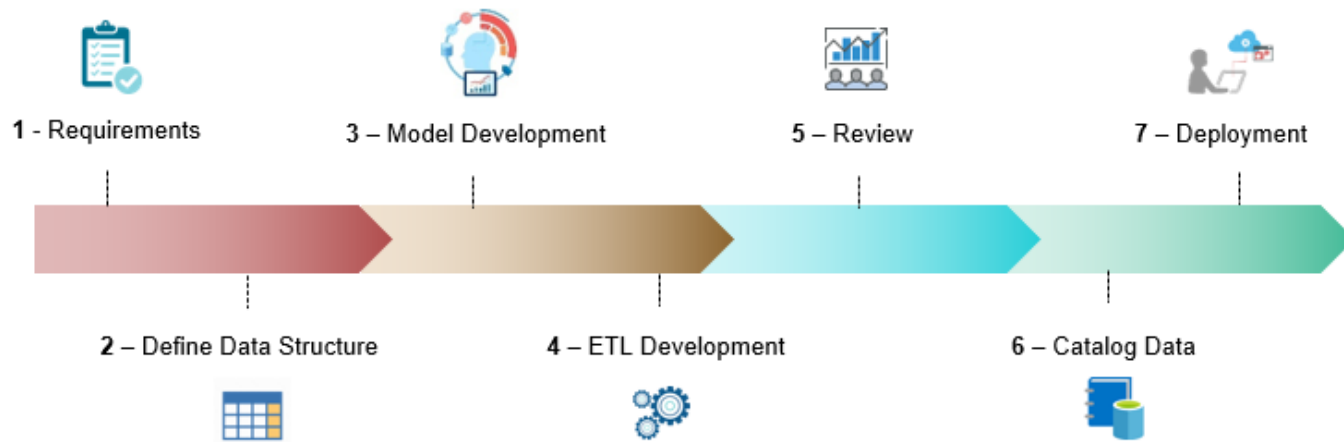 1 - Requirements
3 – Model Development
5 – Review
7 – Deployment
2 – Define Data Structure
4 – ETL Development
6 – Catalog Data